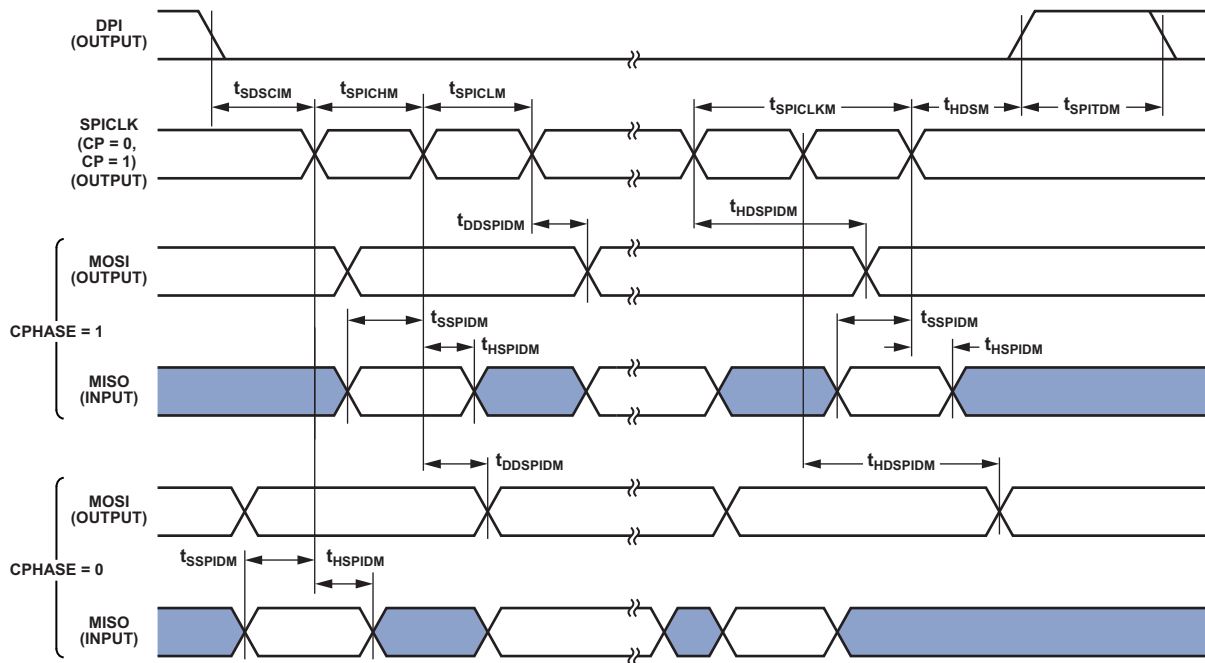 DPI
(OUTPUT)
tSDSCIM
tSPICHM
tSPICLM
tSPICLKM
tHDSM
tSPITDM
SPICLK
(CP = 0,
CP = 1)
(OUTPUT)
tDDSPIDM
tHDSPIDM
MOSI
(OUTPUT)
CPHASE = 1
tSSPIDM
tSSPIDM
tHSPIDM
tHSPIDM
MISO
(INPUT)
tDDSPIDM
tHDSPIDM
MOSI
(OUTPUT)
tSSPIDM
tHSPIDM
CPHASE = 0
MISO
(INPUT)